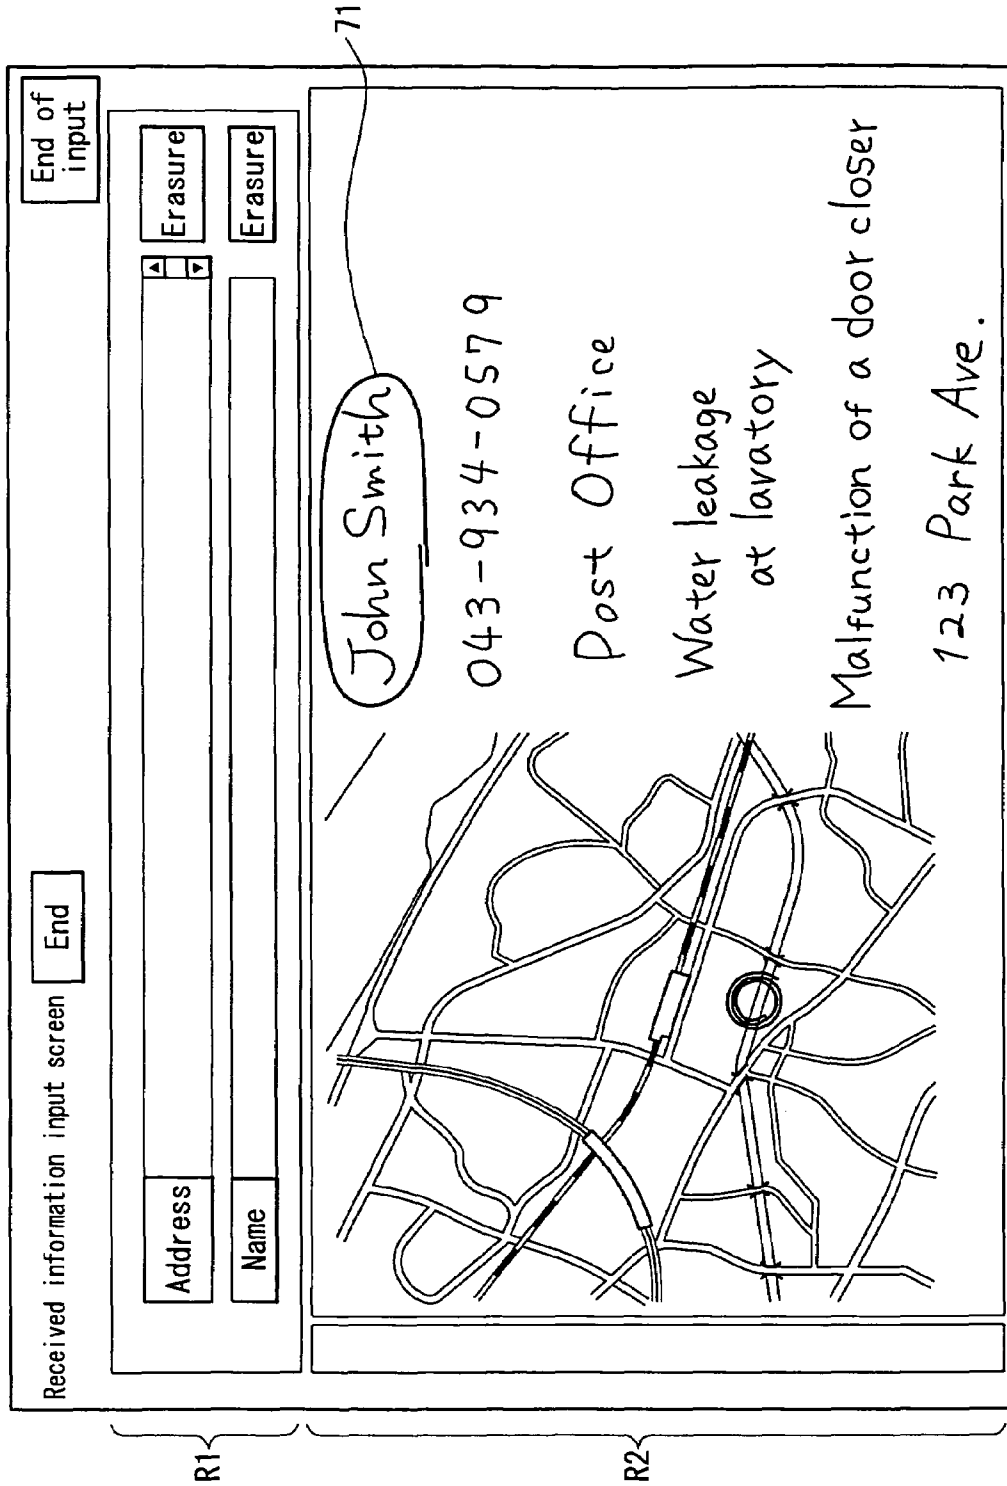 Received information input screen
End
End of
input
Address
Erasure
Name
Erasure
R1
R2
71
John Smith
043-934-0579
Post Office
Water leakage
at lavatory
Malfunction of a door closer
123 Park Ave.